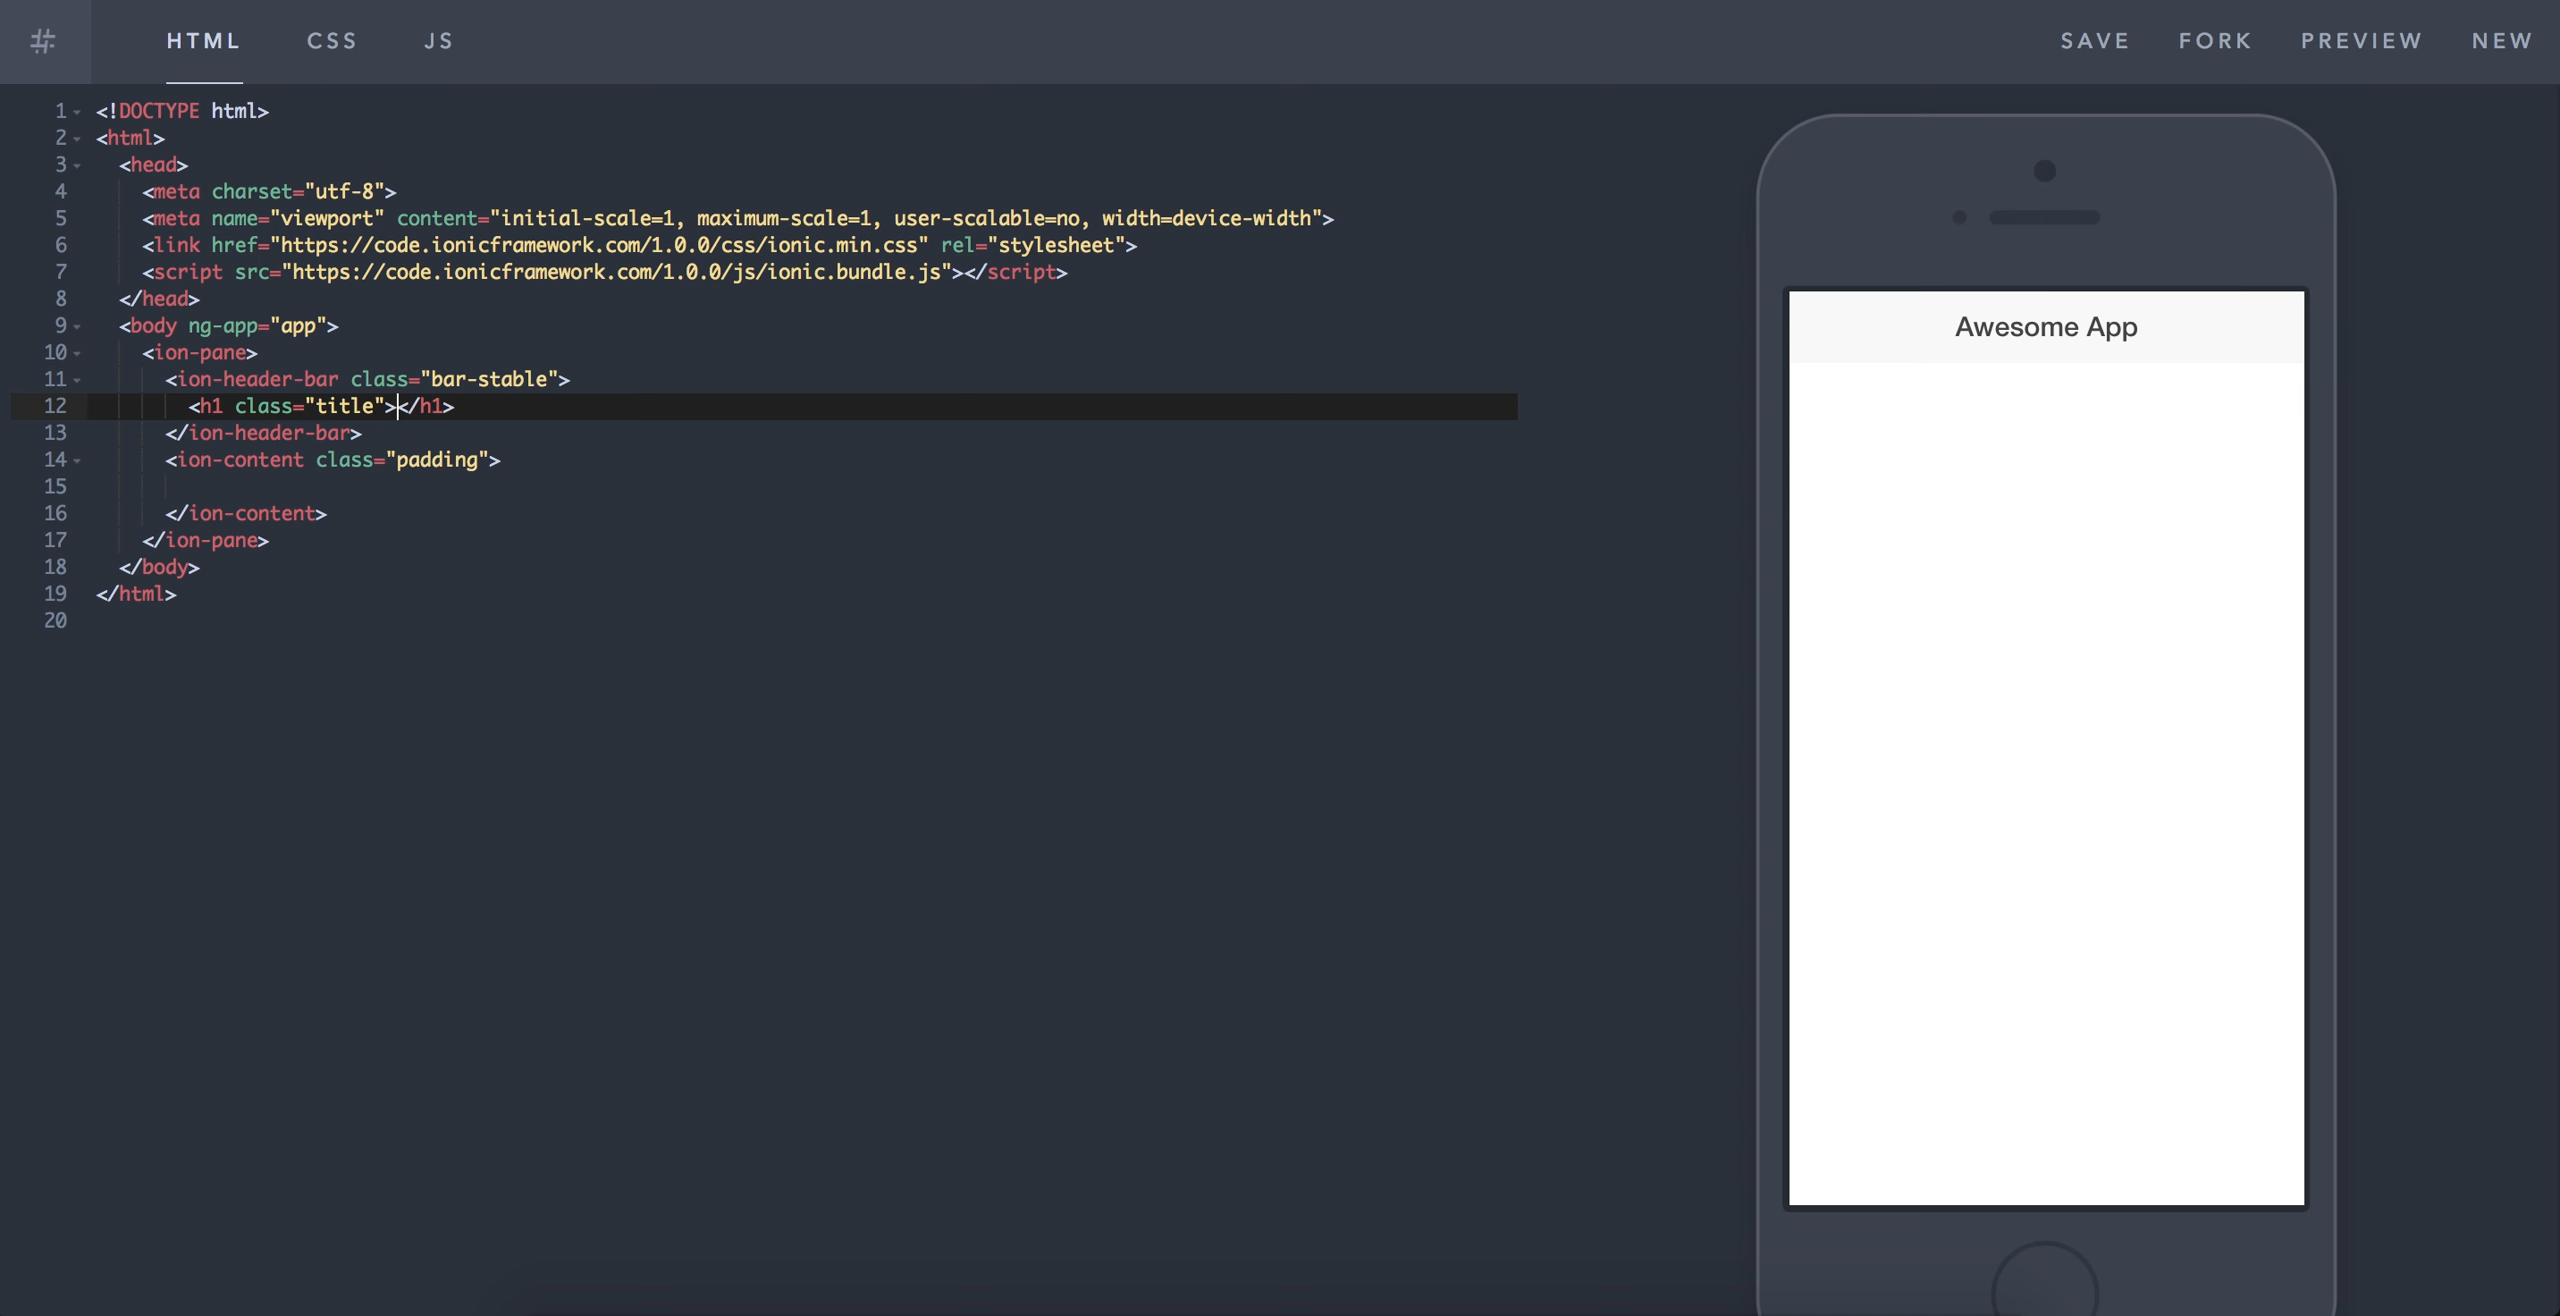 HTML CSS JS SAVE FORK PREVIEW NEW
1 <!DOCTYPE html>
2 <html>
3 <head>
4 <meta charset="utf-8">
5 <meta name="viewport" content="initial-scale=1, maximum-scale=1, user-scalable=no, width=device-width">
6 <link href="https://code.ionicframework.com/1.0.0/css/ionic.min.css" rel="stylesheet">
7 <script src="https://code.ionicframework.com/1.0.0/js/ionic.bundle.js"></script>
8 </head>
9 <body ng-app="app">
10 <ion-pane>
11 <ion-header-bar class="bar-stable">
12 <h1 class="title"></h1>
13 </ion-header-bar>
14 <ion-content class="padding">
15
16 </ion-content>
17 </ion-pane>
18 </body>
19 </html>
20
Awesome App